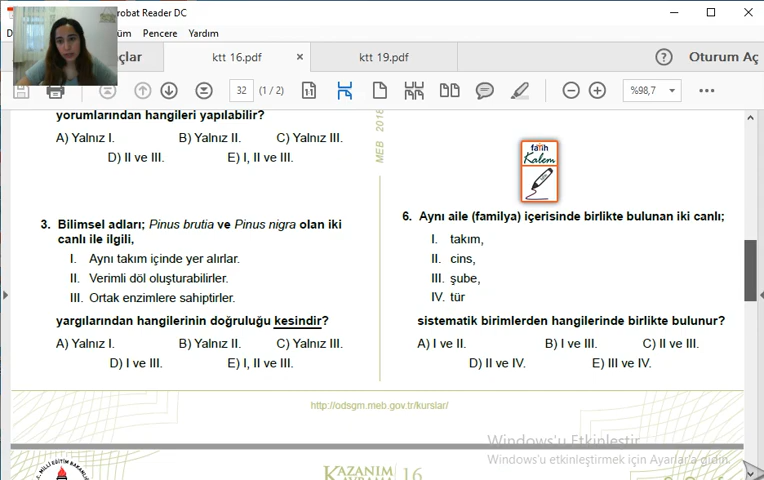 robat Reader DC
üm Pencere Yardım
çlar
ktt 16.pdf
ktt 19.pdf
Oturum Aç
32 (1 / 2)
%98,7
yorumlarından hangileri yapılabilir?
A) Yalnız I. B) Yalnız II. C) Yalnız III.
D) II ve III. E) I, II ve III.
3. Bilimsel adları; Pinus brutia ve Pinus nigra olan iki
canlı ile ilgili,
I. Aynı takım içinde yer alırlar.
II. Verimli döl oluşturabilirler.
III. Ortak enzimlere sahiptirler.
yargılarından hangilerinin doğruluğu kesindir?
A) Yalnız I. B) Yalnız II. C) Yalnız III.
D) I ve III. E) I, II ve III.
MEB 2018
fatih
Kalem
6. Aynı aile (familya) içerisinde birlikte bulunan iki canlı;
I. takım,
II. cins,
III. şube,
IV. tür
sistematik birimlerden hangilerinde birlikte bulunur?
A) I ve II. B) I ve III. C) II ve III.
D) II ve IV. E) III ve IV.
http://odsgm.meb.gov.tr/kurslar/
Windows'u Etkinleştir
Windows'u etkinleştirmek için Ayarlar'a gidin.
KAZANIM
16